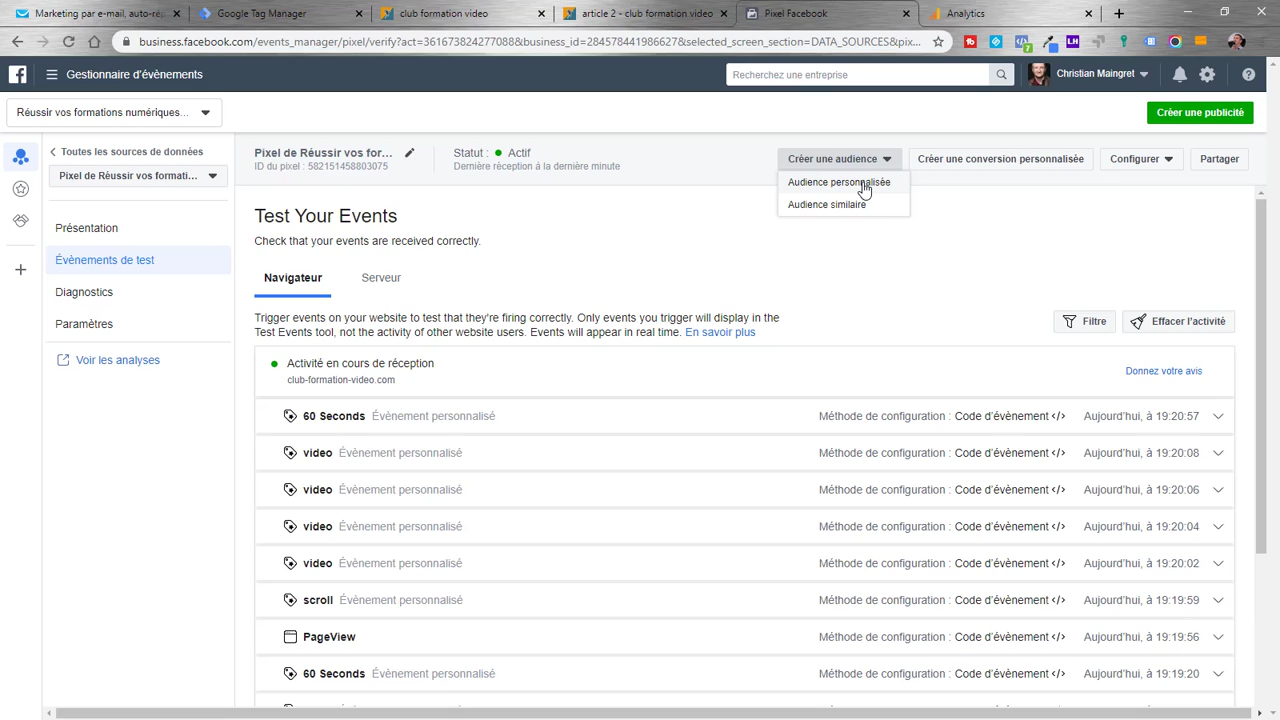 Marketing par e-mail, auto-rép
Google Tag Manager
club formation video
article 2 - club formation video
Pixel Facebook
Analytics
business.facebook.com/events_manager/pixel/verify?act=361673824277088&business_id=284578441986627&selected_screen_section=DATA_SOURCES&pix...
Gestionnaire d'évènements
Recherchez une entreprise
Christian Maingret
Réussir vos formations numériques...
Créer une publicité
Toutes les sources de données
Pixel de Réussir vos formati...
Pixel de Réussir vos for...
ID du pixel : 582151458803075
Statut : Actif
Dernière réception à la dernière minute
Créer une audience
Créer une conversion personnalisée
Configurer
Partager
Audience personnalisée
Audience similaire
Présentation
Évènements de test
Diagnostics
Paramètres
Voir les analyses
Test Your Events
Check that your events are received correctly.
Navigateur
Serveur
Trigger events on your website to test that they're firing correctly. Only events you trigger will display in the
Test Events tool, not the activity of other website users. Events will appear in real time. En savoir plus
Filtre
Effacer l'activité
Activité en cours de réception
club-formation-video.com
Donnez votre avis
60 Seconds Évènement personnalisé Méthode de configuration : Code d'évènement </> Aujourd'hui, à 19:20:57
video Évènement personnalisé Méthode de configuration : Code d'évènement </> Aujourd'hui, à 19:20:08
video Évènement personnalisé Méthode de configuration : Code d'évènement </> Aujourd'hui, à 19:20:06
video Évènement personnalisé Méthode de configuration : Code d'évènement </> Aujourd'hui, à 19:20:04
video Évènement personnalisé Méthode de configuration : Code d'évènement </> Aujourd'hui, à 19:20:02
scroll Évènement personnalisé Méthode de configuration : Code d'évènement </> Aujourd'hui, à 19:19:59
PageView Méthode de configuration : Code d'évènement </> Aujourd'hui, à 19:19:56
60 Seconds Évènement personnalisé Méthode de configuration : Code d'évènement </> Aujourd'hui, à 19:19:20